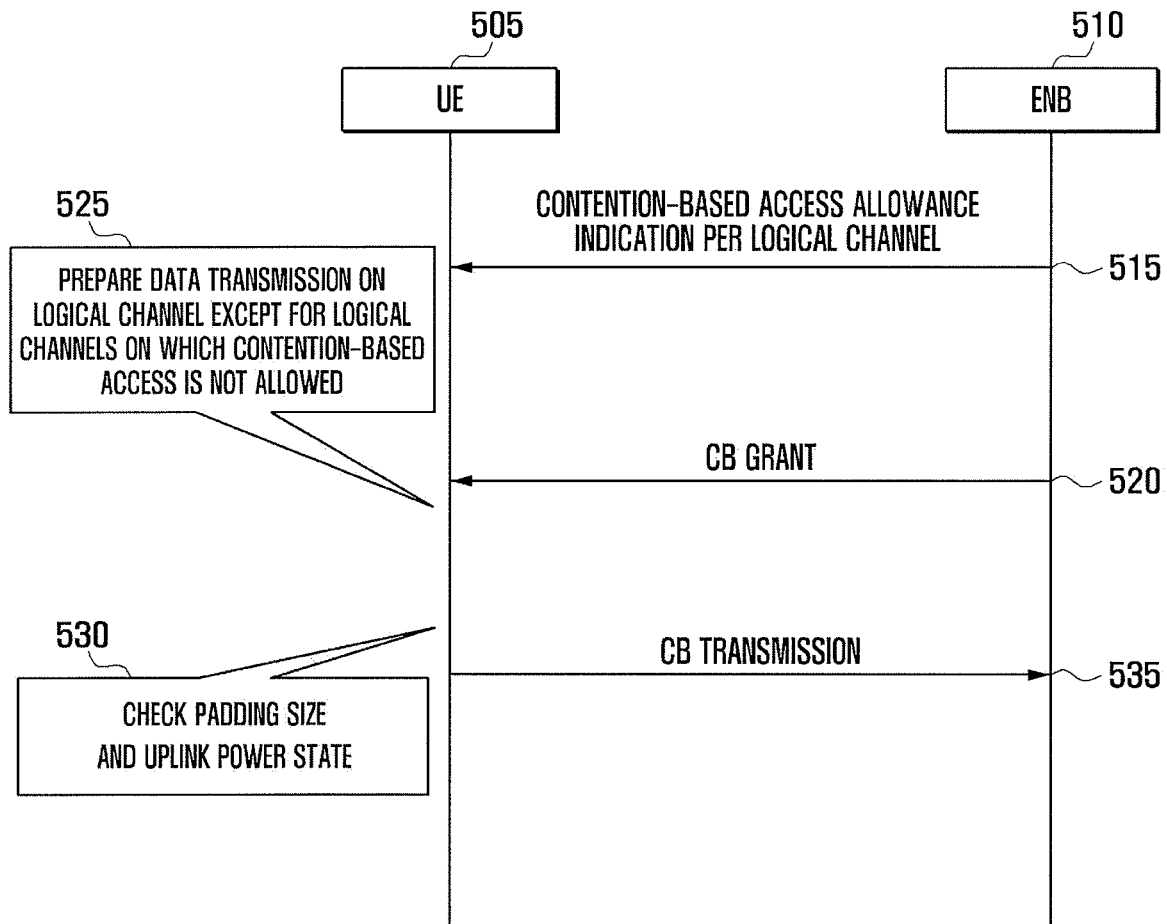 505
510
UE
ENB
CONTENTION-BASED ACCESS ALLOWANCE
INDICATION PER LOGICAL CHANNEL
515
525
PREPARE DATA TRANSMISSION ON
LOGICAL CHANNEL EXCEPT FOR LOGICAL
CHANNELS ON WHICH CONTENTION-BASED
ACCESS IS NOT ALLOWED
CB GRANT
520
530
CHECK PADDING SIZE
AND UPLINK POWER STATE
CB TRANSMISSION
535